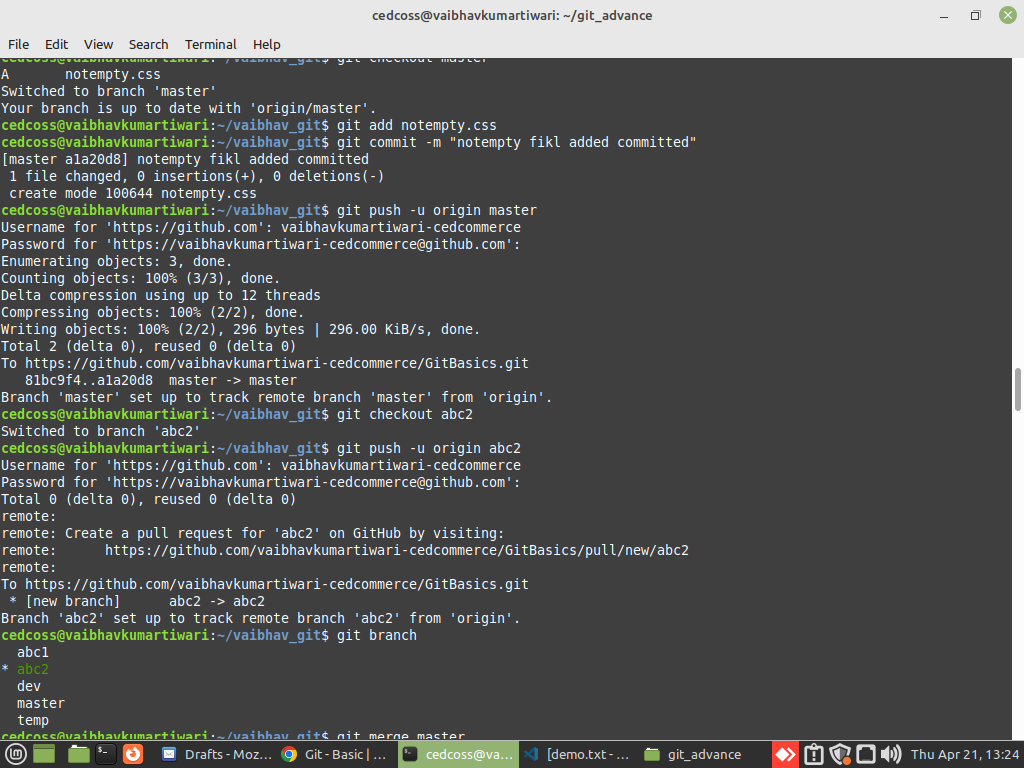 cedcoss@vaibhavkumartiwari: ~/git_advance
File Edit View Search Terminal Help
cedcoss@vaibhavkumartiwari:~/vaibhav_git$ git checkout master
A       notempty.css
Switched to branch 'master'
Your branch is up to date with 'origin/master'.
cedcoss@vaibhavkumartiwari:~/vaibhav_git$ git add notempty.css
cedcoss@vaibhavkumartiwari:~/vaibhav_git$ git commit -m "notempty fikl added committed"
[master a1a20d8] notempty fikl added committed
 1 file changed, 0 insertions(+), 0 deletions(-)
 create mode 100644 notempty.css
cedcoss@vaibhavkumartiwari:~/vaibhav_git$ git push -u origin master
Username for 'https://github.com': vaibhavkumartiwari-cedcommerce
Password for 'https://vaibhavkumartiwari-cedcommerce@github.com':
Enumerating objects: 3, done.
Counting objects: 100% (3/3), done.
Delta compression using up to 12 threads
Compressing objects: 100% (2/2), done.
Writing objects: 100% (2/2), 296 bytes | 296.00 KiB/s, done.
Total 2 (delta 0), reused 0 (delta 0)
To https://github.com/vaibhavkumartiwari-cedcommerce/GitBasics.git
   81bc9f4..a1a20d8  master -> master
Branch 'master' set up to track remote branch 'master' from 'origin'.
cedcoss@vaibhavkumartiwari:~/vaibhav_git$ git checkout abc2
Switched to branch 'abc2'
cedcoss@vaibhavkumartiwari:~/vaibhav_git$ git push -u origin abc2
Username for 'https://github.com': vaibhavkumartiwari-cedcommerce
Password for 'https://vaibhavkumartiwari-cedcommerce@github.com':
Total 0 (delta 0), reused 0 (delta 0)
remote:
remote: Create a pull request for 'abc2' on GitHub by visiting:
remote:      https://github.com/vaibhavkumartiwari-cedcommerce/GitBasics/pull/new/abc2
remote:
To https://github.com/vaibhavkumartiwari-cedcommerce/GitBasics.git
 * [new branch]      abc2 -> abc2
Branch 'abc2' set up to track remote branch 'abc2' from 'origin'.
cedcoss@vaibhavkumartiwari:~/vaibhav_git$ git branch
  abc1
* abc2
  dev
  master
  temp
cedcoss@vaibhavkumartiwari:~/vaibhav_git$ git merge master
Drafts - Moz... Git - Basic | ... cedcoss@va... [demo.txt - ... git_advance Thu Apr 21, 13:24